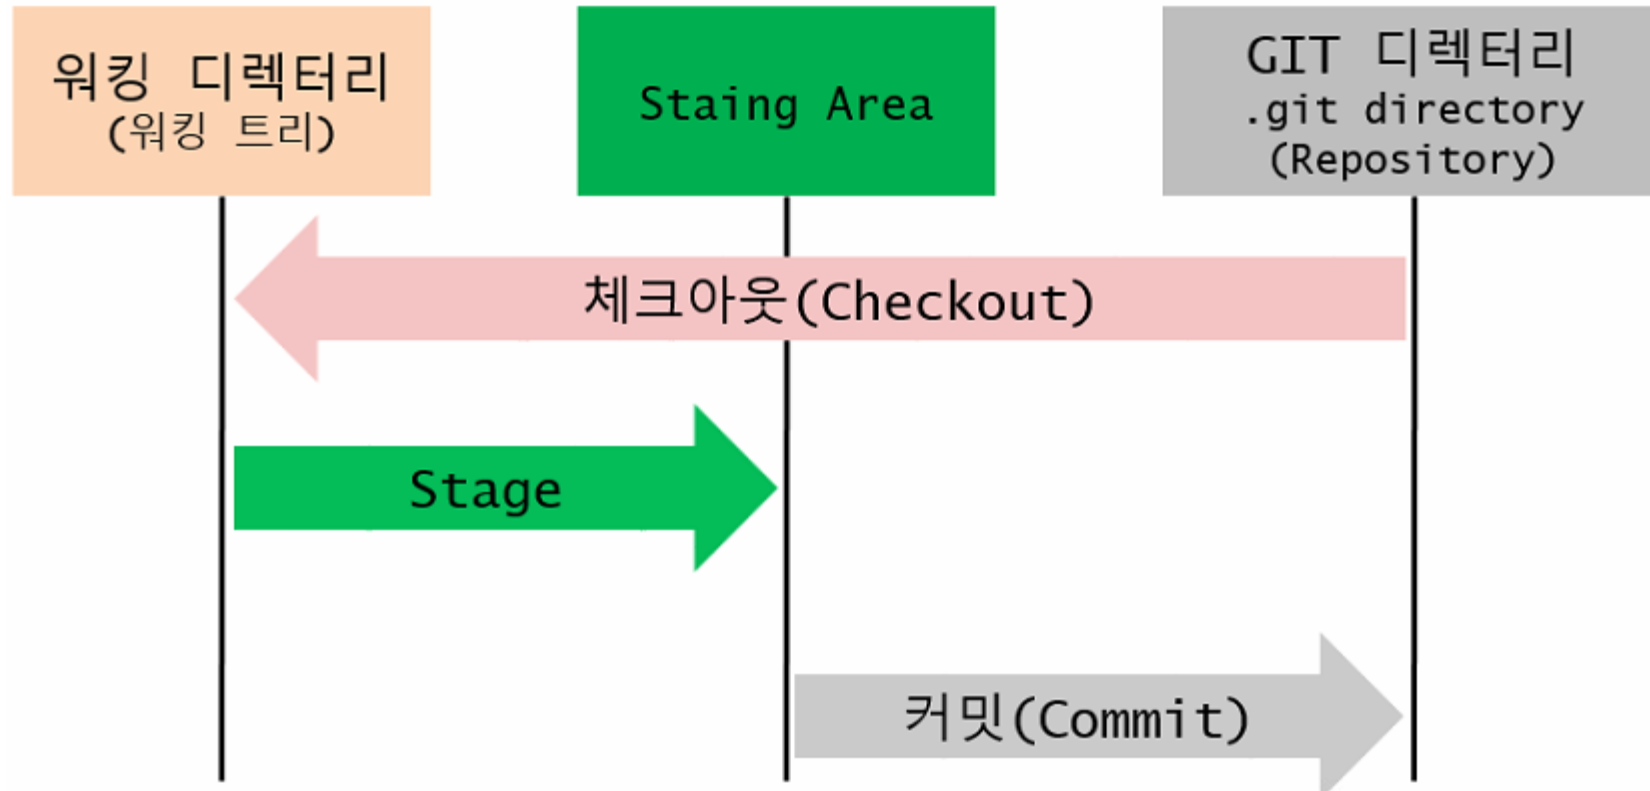 워킹 디렉터리
(워킹 트리)
Staing Area
GIT 디렉터리
.git directory
(Repository)
체크아웃(Checkout)
Stage
커밋(Commit)